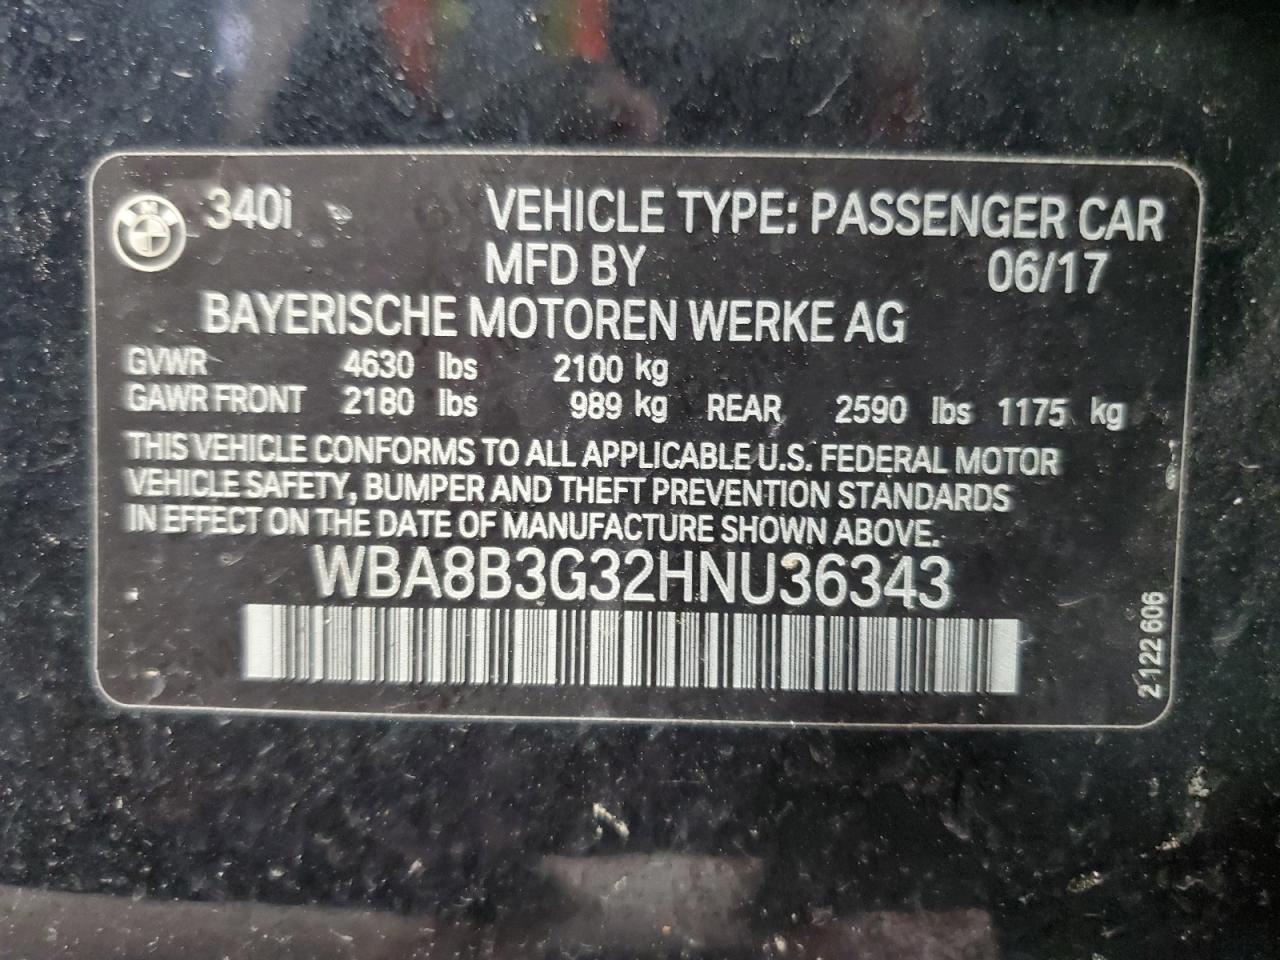 340i VEHICLE TYPE: PASSENGER CAR
MFD BY 06/17
BAYERISCHE MOTOREN WERKE AG
GVWR 4630 lbs 2100 kg
GAWR FRONT 2180 lbs 989 kg REAR 2590 lbs 1175 kg
THIS VEHICLE CONFORMS TO ALL APPLICABLE U.S. FEDERAL MOTOR
VEHICLE SAFETY, BUMPER AND THEFT PREVENTION STANDARDS
IN EFFECT ON THE DATE OF MANUFACTURE SHOWN ABOVE.
WBA8B3G32HNU36343
2 122 606